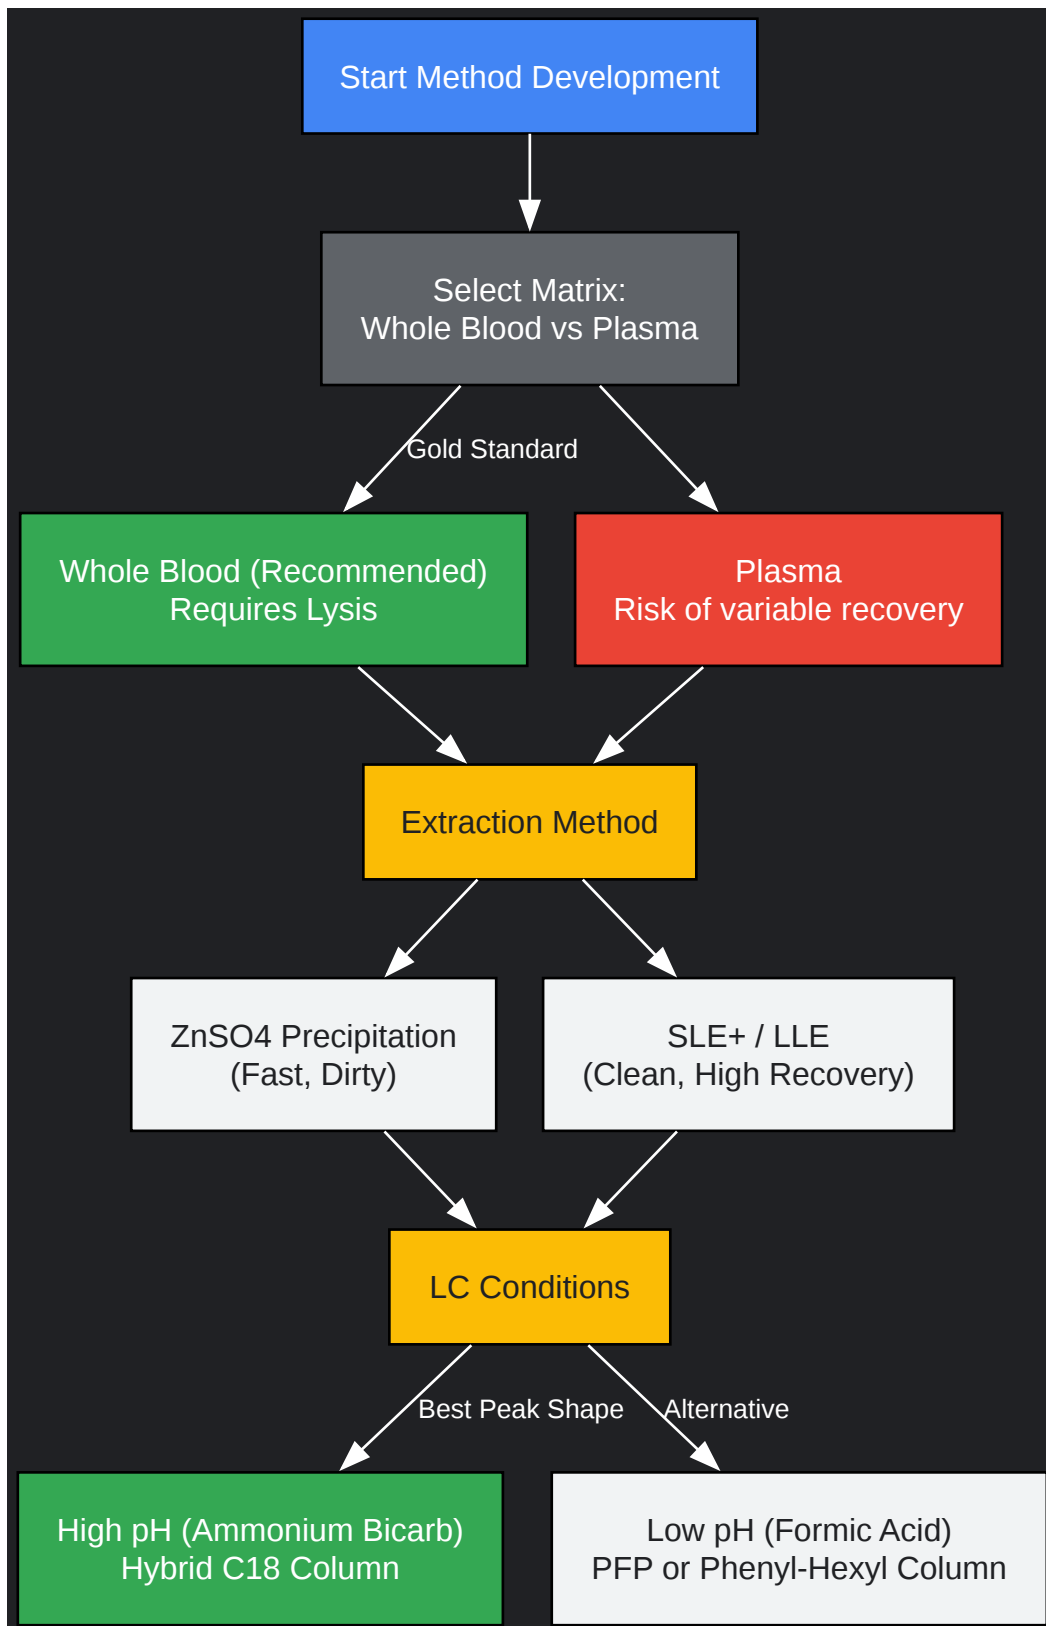 Start Method Development
Select Matrix:
Whole Blood vs Plasma
Gold Standard
Whole Blood (Recommended)
Requires Lysis
Plasma
Risk of variable recovery
Extraction Method
ZnSO4 Precipitation
(Fast, Dirty)
SLE+ / LLE
(Clean, High Recovery)
LC Conditions
Best Peak Shape
Alternative
High pH (Ammonium Bicarb)
Hybrid C18 Column
Low pH (Formic Acid)
PFP or Phenyl-Hexyl Column